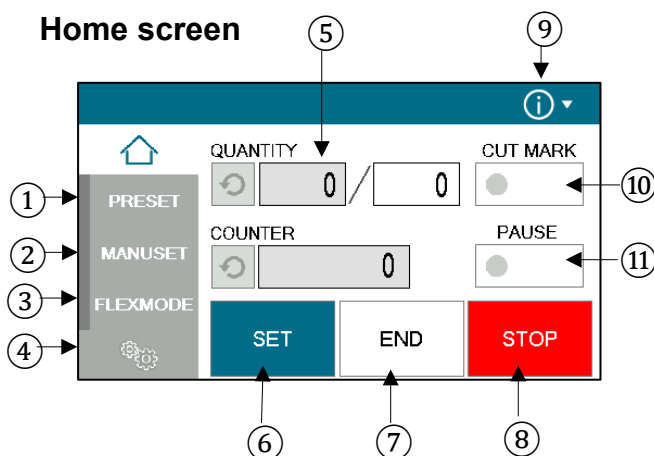 Home screen
⑤
⑨
QUANTITY
CUT MARK
0 / 0
⑩
① PRESET
COUNTER
PAUSE
② MANUSET
0
⑪
③ FLEXMODE
④
SET
END
STOP
⑥
⑦
⑧